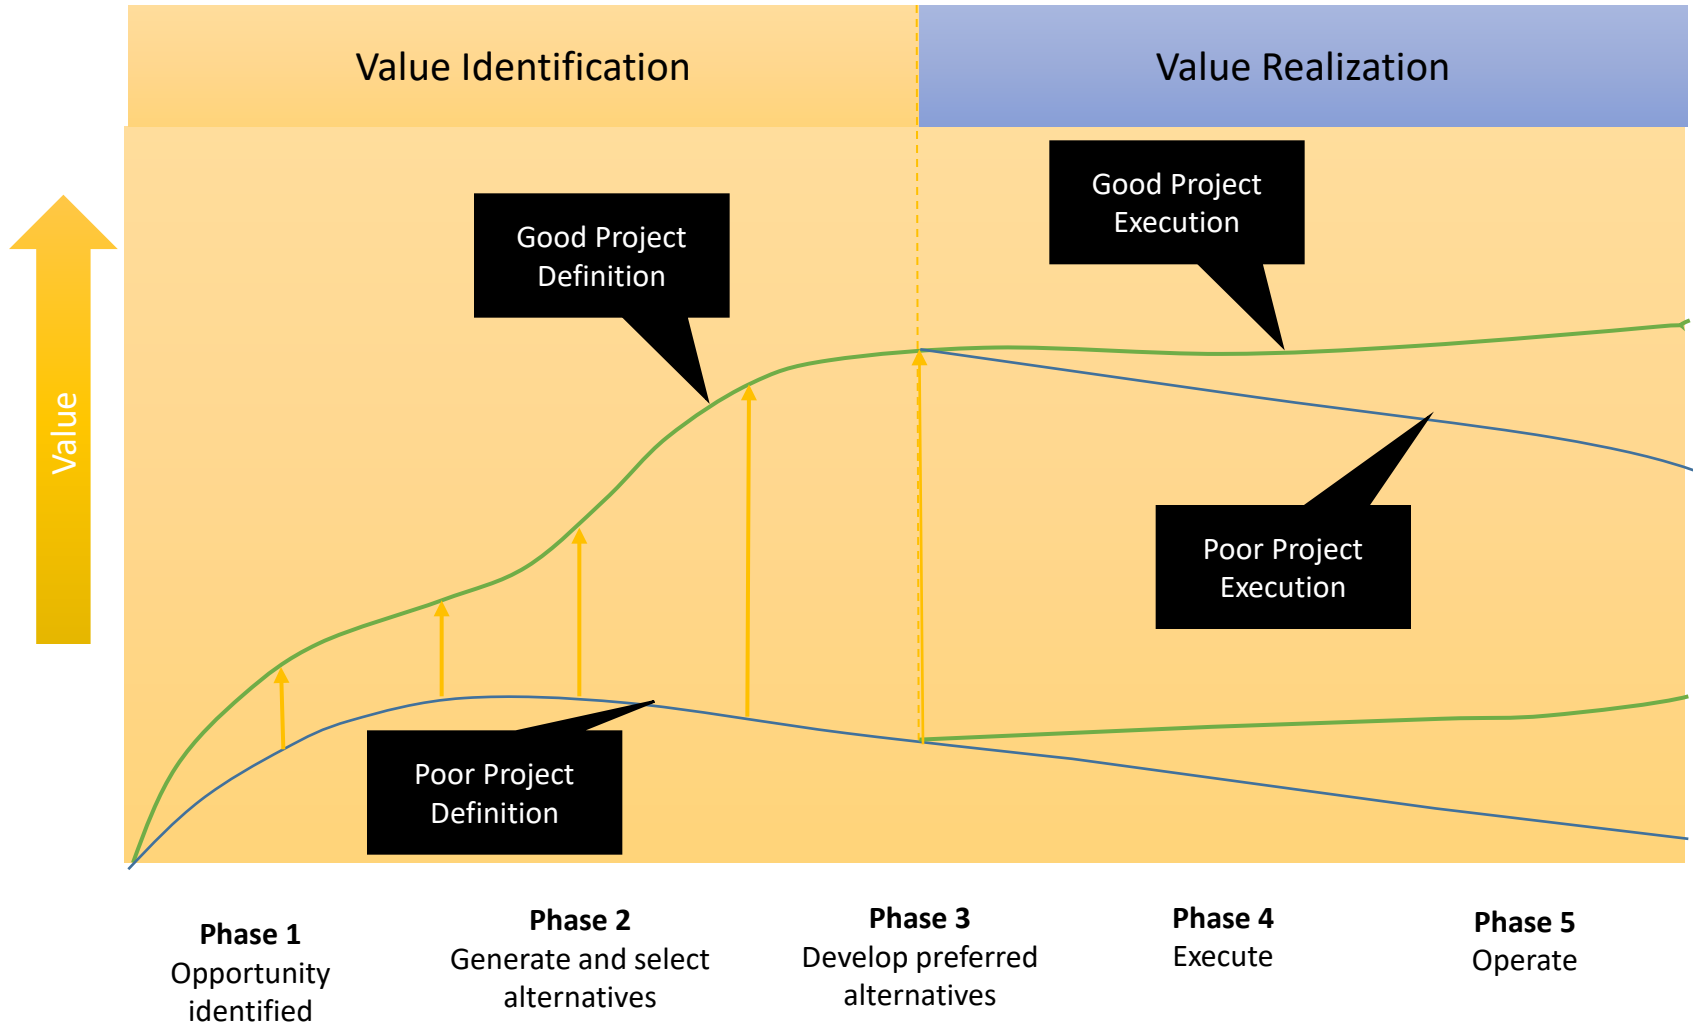 Value Identification
Value Realization
Good Project
Execution
Good Project
Definition
Value
Poor Project
Execution
Poor Project
Definition
Phase 1
Opportunity
identified
Phase 2
Generate and select
alternatives
Phase 3
Develop preferred
alternatives
Phase 4
Execute
Phase 5
Operate